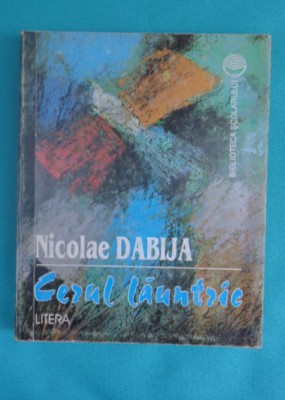 BIBLIOTECA ȘCOLARULUI
Nicolae DABIJA
Cerul lăuntric
LITERA